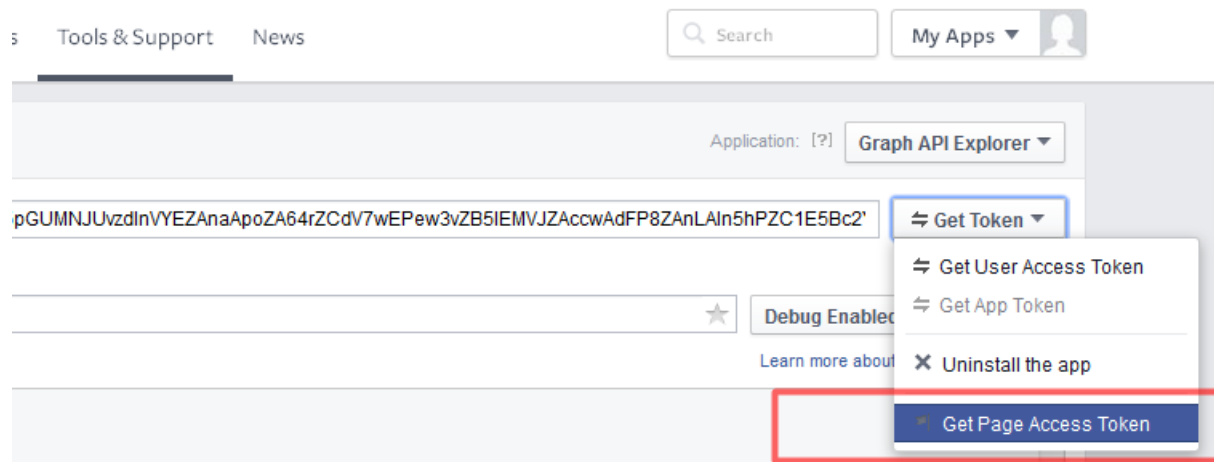 s Tools & Support News Search My Apps
Application: [?] Graph API Explorer
Get Token
Get User Access Token
Get App Token
Debug Enabled
Learn more about
Uninstall the app
Get Page Access Token